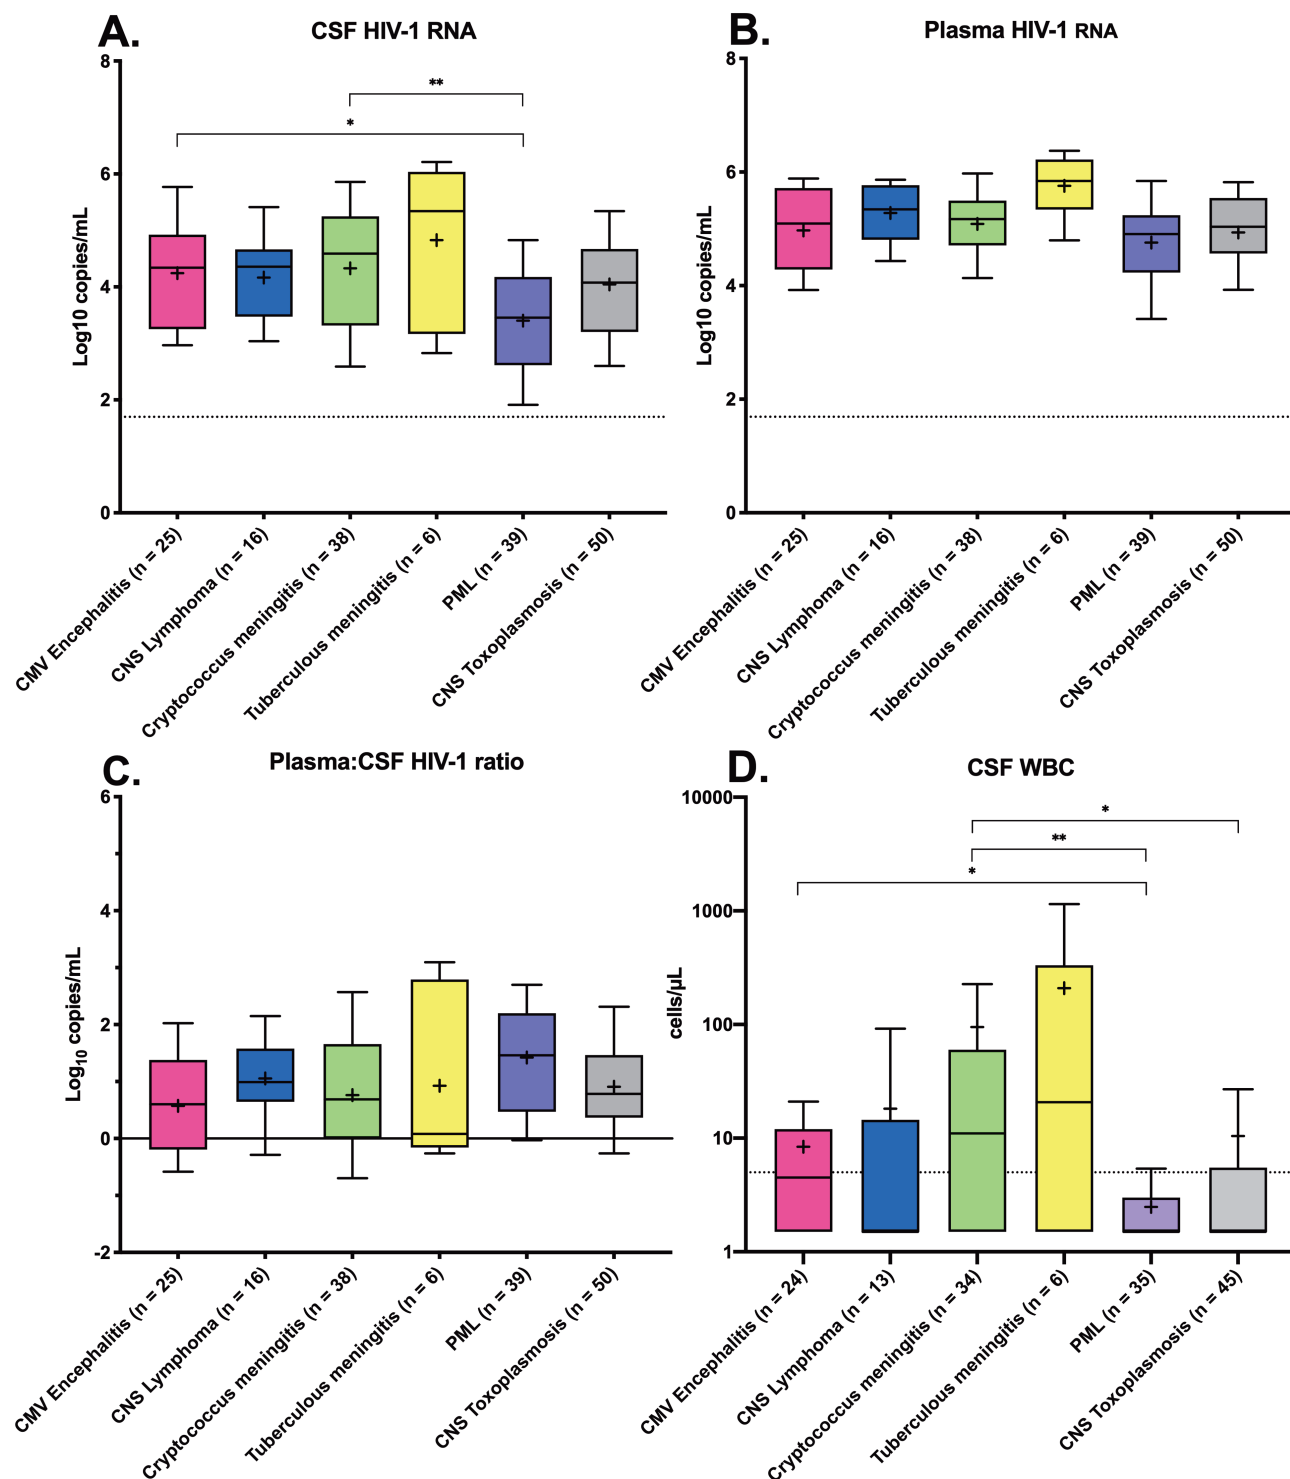 A.
CSF HIV-1 RNA
8
6
4
2
0
Log10 copies/mL
**
*
CMV Encephalitis (n = 25)
CNS Lymphoma (n = 16)
Cryptococcus meningitis (n = 38)
Tuberculous meningitis (n = 6)
PML (n = 39)
CNS Toxoplasmosis (n = 50)
B.
Plasma HIV-1 RNA
8
6
4
2
0
Log10 copies/mL
CMV Encephalitis (n = 25)
CNS Lymphoma (n = 16)
Cryptococcus meningitis (n = 38)
Tuberculous meningitis (n = 6)
PML (n = 39)
CNS Toxoplasmosis (n = 50)
C.
Plasma:CSF HIV-1 ratio
6
4
2
0
-2
Log10 copies/mL
CMV Encephalitis (n = 25)
CNS Lymphoma (n = 16)
Cryptococcus meningitis (n = 38)
Tuberculous meningitis (n = 6)
PML (n = 39)
CNS Toxoplasmosis (n = 50)
D.
CSF WBC
10000
1000
100
10
1
cells/µL
*
**
*
CMV Encephalitis (n = 24)
CNS Lymphoma (n = 13)
Cryptococcus meningitis (n = 34)
Tuberculous meningitis (n = 6)
PML (n = 35)
CNS Toxoplasmosis (n = 45)